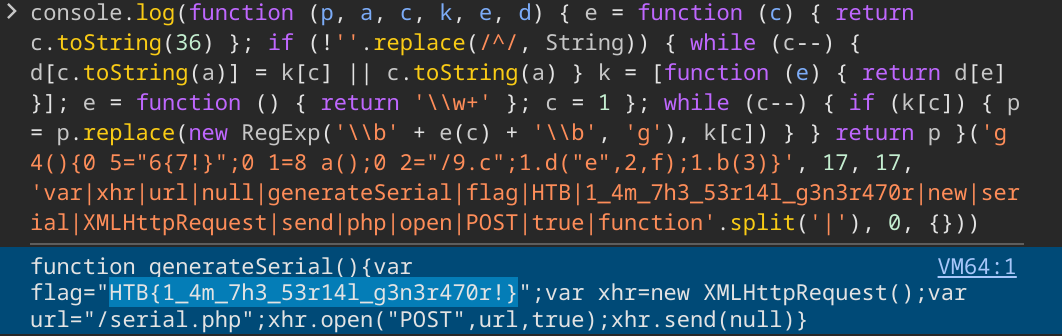 console.log(function (p, a, c, k, e, d) { e = function (c) { return
c.toString(36) }; if (!''.replace(/^/, String)) { while (c--) {
d[c.toString(a)] = k[c] || c.toString(a) } k = [function (e) { return d[e]
}]; e = function () { return '\\w+' }; c = 1 }; while (c--) { if (k[c]) { p
= p.replace(new RegExp('\\b' + e(c) + '\\b', 'g'), k[c]) } } return p }('g
4(){0 5="6{7!}";0 1=8 a();0 2="/9.c";1.d("e",2,f);1.b(3)}', 17, 17,
'var|xhr|url|null|generateSerial|flag|HTB|1_4m_7h3_53r14l_g3n3r470r|new|ser
ial|XMLHttpRequest|send|php|open|POST|true|function'.split('|'), 0, {}))
function generateSerial(){var VM64:1
flag="HTB{1_4m_7h3_53r14l_g3n3r470r!}";var xhr=new XMLHttpRequest();var
url="/serial.php";xhr.open("POST",url,true);xhr.send(null)}